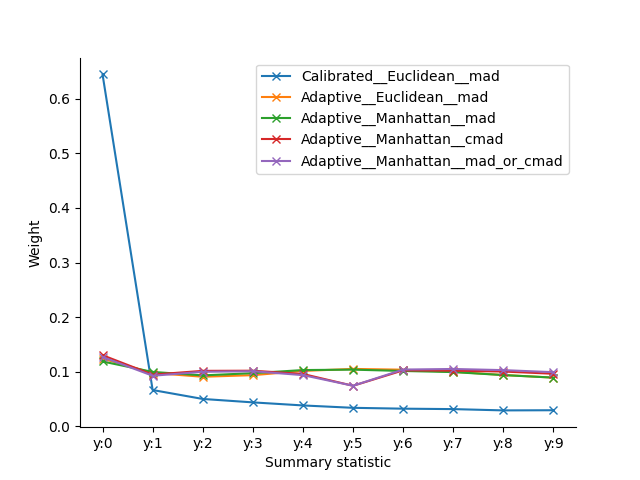 Calibrated__Euclidean__mad
Adaptive__Euclidean__mad
Adaptive__Manhattan__mad
Adaptive__Manhattan__cmad
Adaptive__Manhattan__mad_or_cmad
0.6
0.5
0.4
0.3
0.2
0.1
0.0
Weight
y:0 y:1 y:2 y:3 y:4 y:5 y:6 y:7 y:8 y:9
Summary statistic